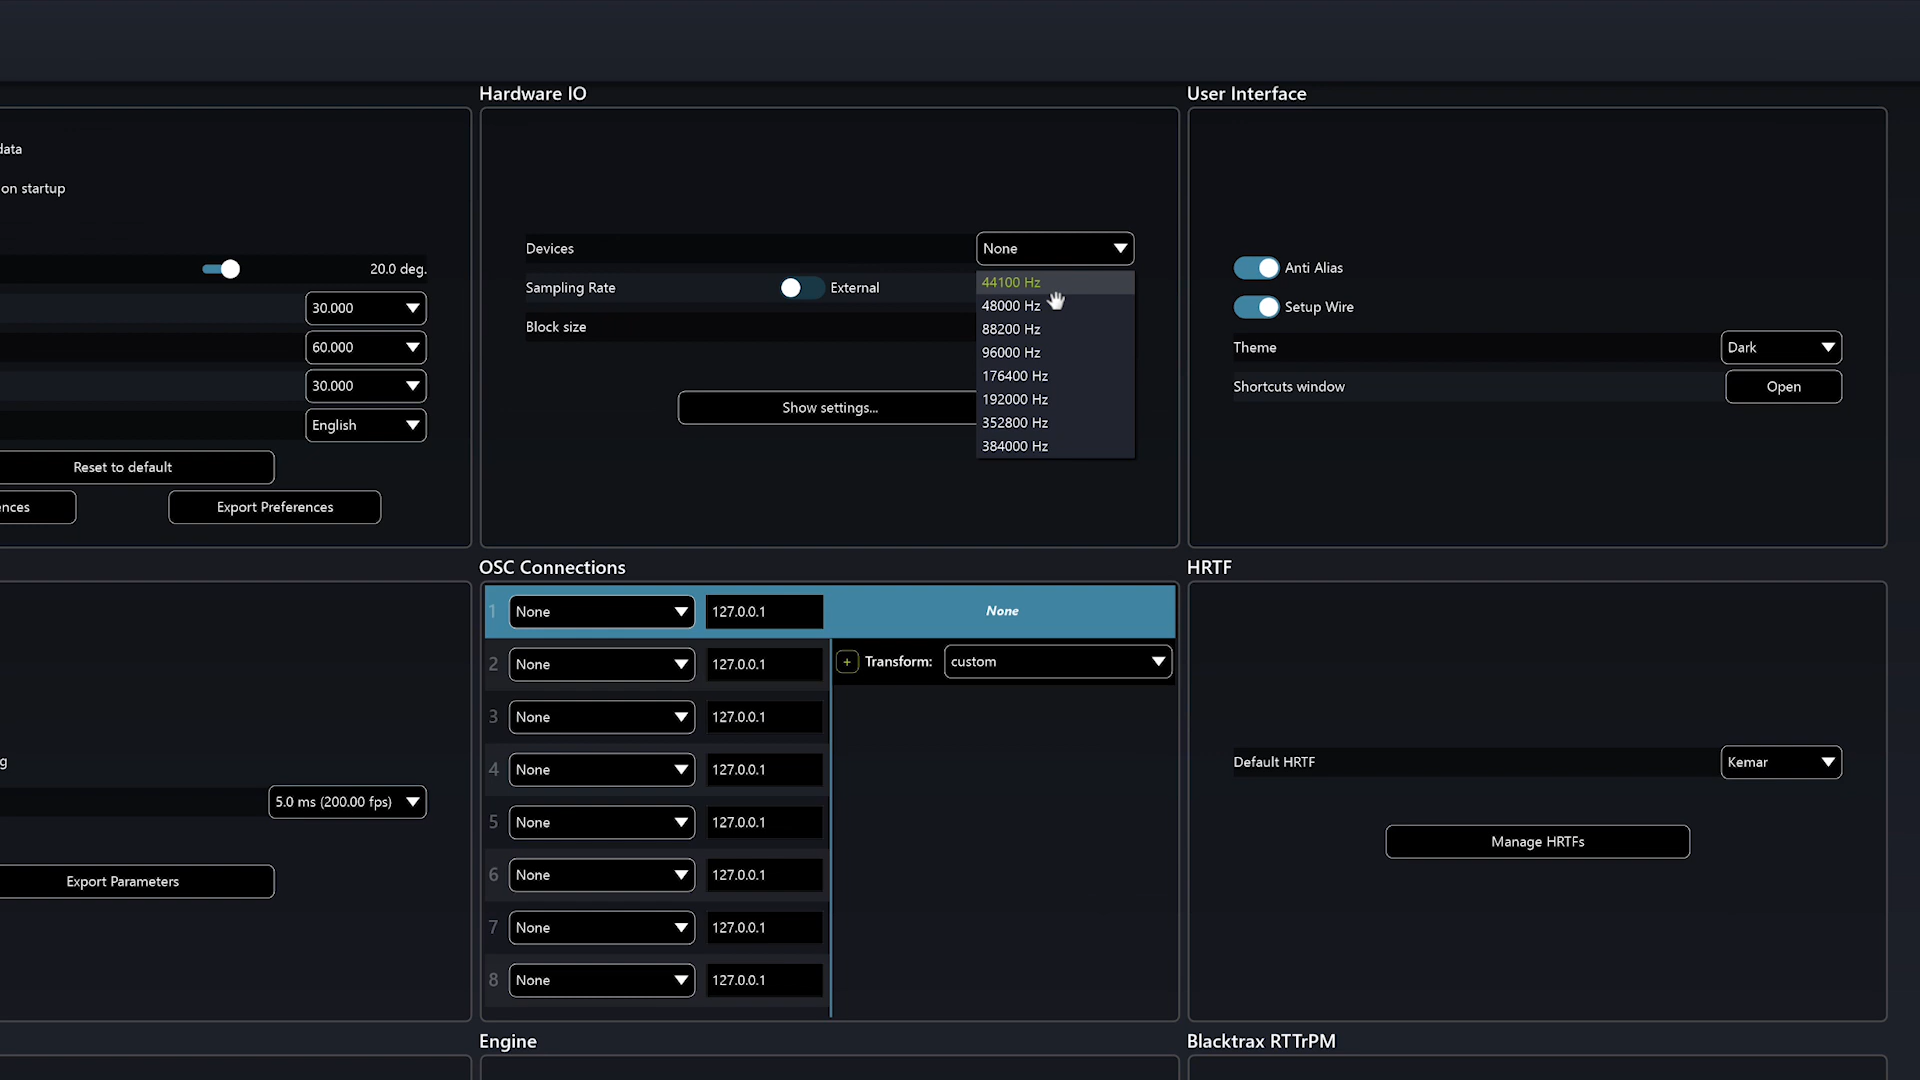 Hardware IO
User Interface
data
on startup
20.0 deg.
30.000
60.000
30.000
English
Reset to default
ences
Export Preferences
Devices
None
Sampling Rate
External
Block size
44100 Hz
48000 Hz
88200 Hz
96000 Hz
176400 Hz
192000 Hz
352800 Hz
384000 Hz
Show settings...
Anti Alias
Setup Wire
Theme
Dark
Shortcuts window
Open
g
5.0 ms (200.00 fps)
Export Parameters
OSC Connections
1 None 127.0.0.1
2 None 127.0.0.1
3 None 127.0.0.1
4 None 127.0.0.1
5 None 127.0.0.1
6 None 127.0.0.1
7 None 127.0.0.1
8 None 127.0.0.1
None
+ Transform: custom
HRTF
Default HRTF
Kemar
Manage HRTFs
Engine
Blacktrax RTTrPM